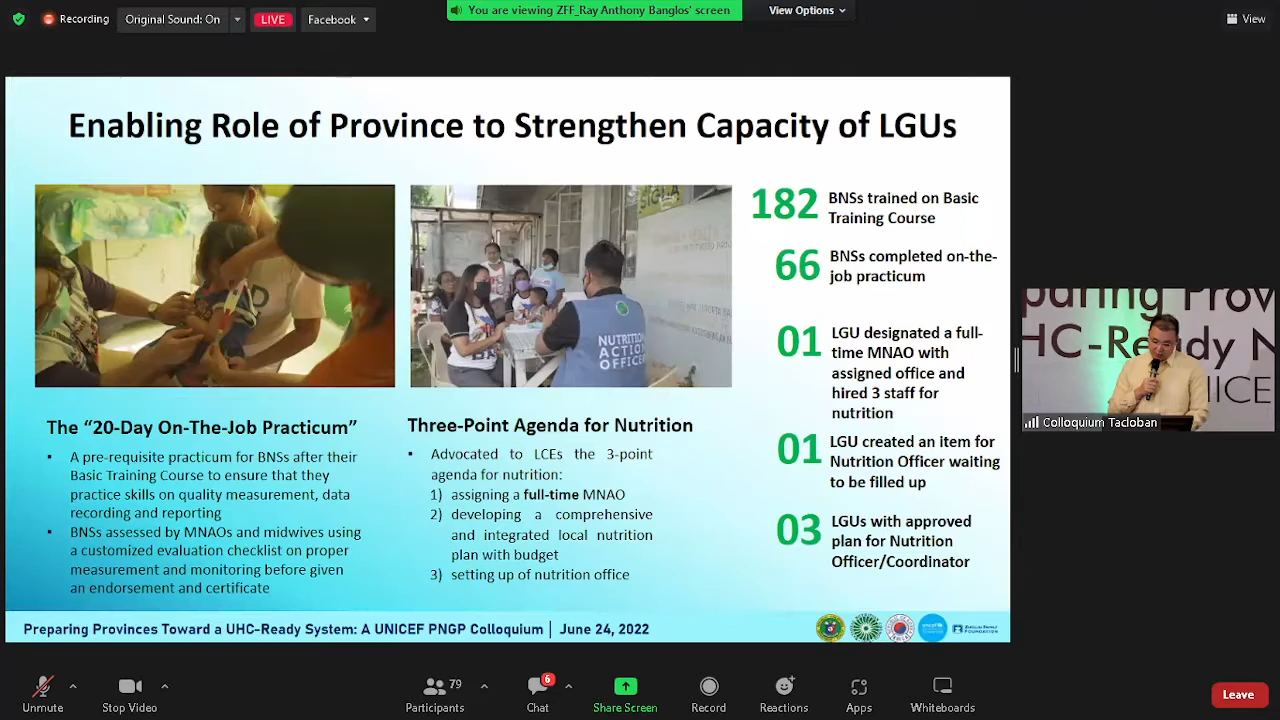 Recording
Original Sound: On
LIVE
Facebook
You are viewing ZFF_Ray Anthony Banglos' screen
View Options
View
Enabling Role of Province to Strengthen Capacity of LGUs
SIGLA
NUTRITION
ACTION
OFFICER
The “20-Day On-The-Job Practicum”
▪ A pre-requisite practicum for BNSs after their
Basic Training Course to ensure that they
practice skills on quality measurement, data
recording and reporting
▪ BNSs assessed by MNAOs and midwives using
a customized evaluation checklist on proper
measurement and monitoring before given
an endorsement and certificate
Three-Point Agenda for Nutrition
▪ Advocated to LCEs the 3-point
agenda for nutrition:
1) assigning a full-time MNAO
2) developing a comprehensive
and integrated local nutrition
plan with budget
3) setting up of nutrition office
182 BNSs trained on Basic
Training Course
66 BNSs completed on-the-
job practicum
01 LGU designated a full-
time MNAO with
assigned office and
hired 3 staff for
nutrition
01 LGU created an item for
Nutrition Officer waiting
to be filled up
03 LGUs with approved
plan for Nutrition
Officer/Coordinator
Preparing Provinces Toward a UHC-Ready System: A UNICEF PNGP Colloquium | June 24, 2022
paring Prov
HC-Ready N
NICE
Colloquium Tacloban
Unmute
Stop Video
79
Participants
6
Chat
Share Screen
Record
Reactions
Apps
Whiteboards
Leave